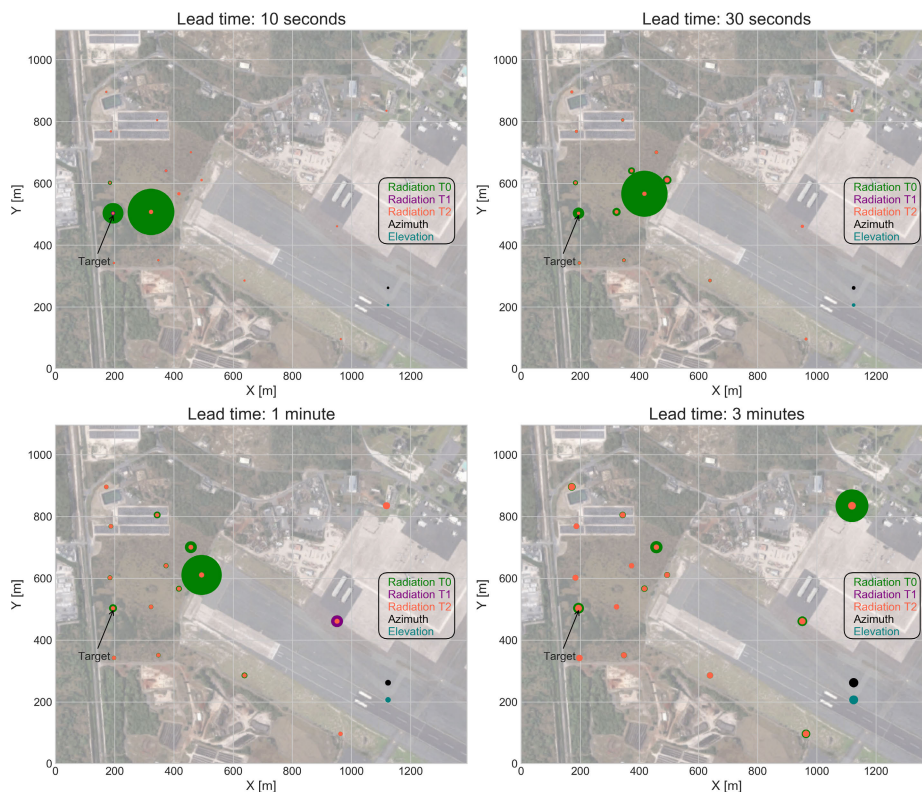 Lead time: 10 seconds
Y [m]
1000
800
600
400
200
0
Radiation T0
Radiation T1
Radiation T2
Azimuth
Elevation
Target
0 200 400 600 800 1000 1200
X [m]
Lead time: 30 seconds
Y [m]
1000
800
600
400
200
0
Radiation T0
Radiation T1
Radiation T2
Azimuth
Elevation
Target
0 200 400 600 800 1000 1200
X [m]
Lead time: 1 minute
Y [m]
1000
800
600
400
200
0
Radiation T0
Radiation T1
Radiation T2
Azimuth
Elevation
Target
0 200 400 600 800 1000 1200
X [m]
Lead time: 3 minutes
Y [m]
1000
800
600
400
200
0
Radiation T0
Radiation T1
Radiation T2
Azimuth
Elevation
Target
0 200 400 600 800 1000 1200
X [m]